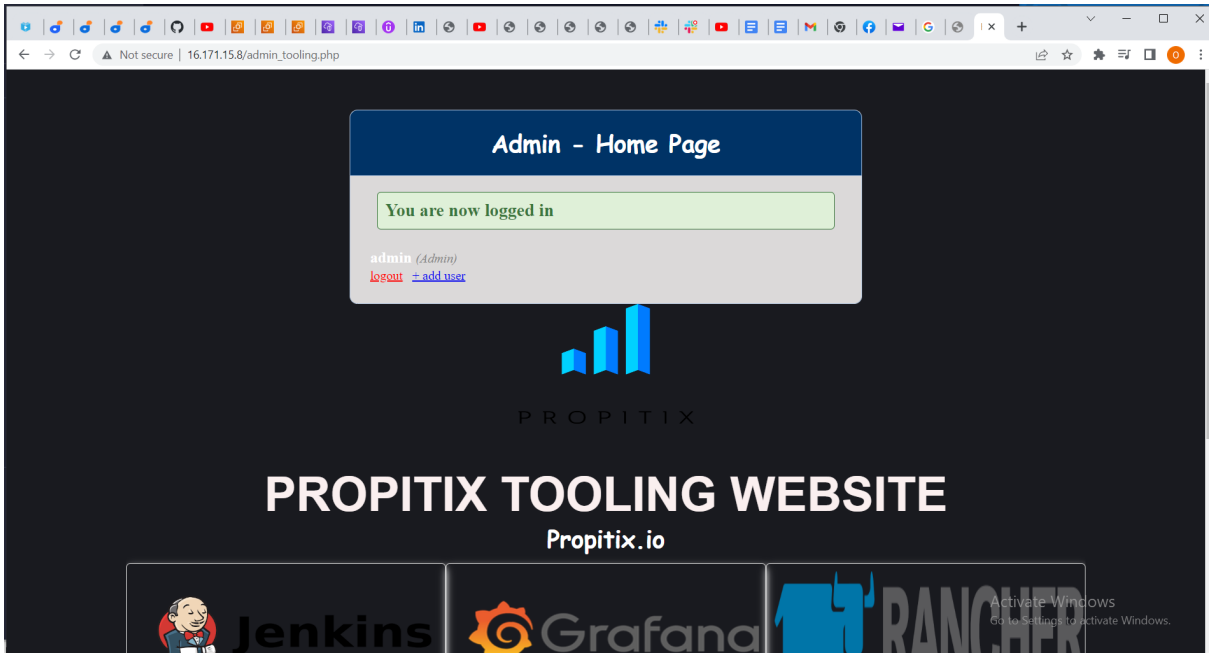 Not secure | 16.171.15.8/admin_tooling.php
Admin - Home Page
You are now logged in
admin (Admin)
logout + add user
PROPITIX
PROPITIX TOOLING WEBSITE
Propitix.io
Jenkins Grafana RANCHER
Activate Windows
Go to Settings to activate Windows.